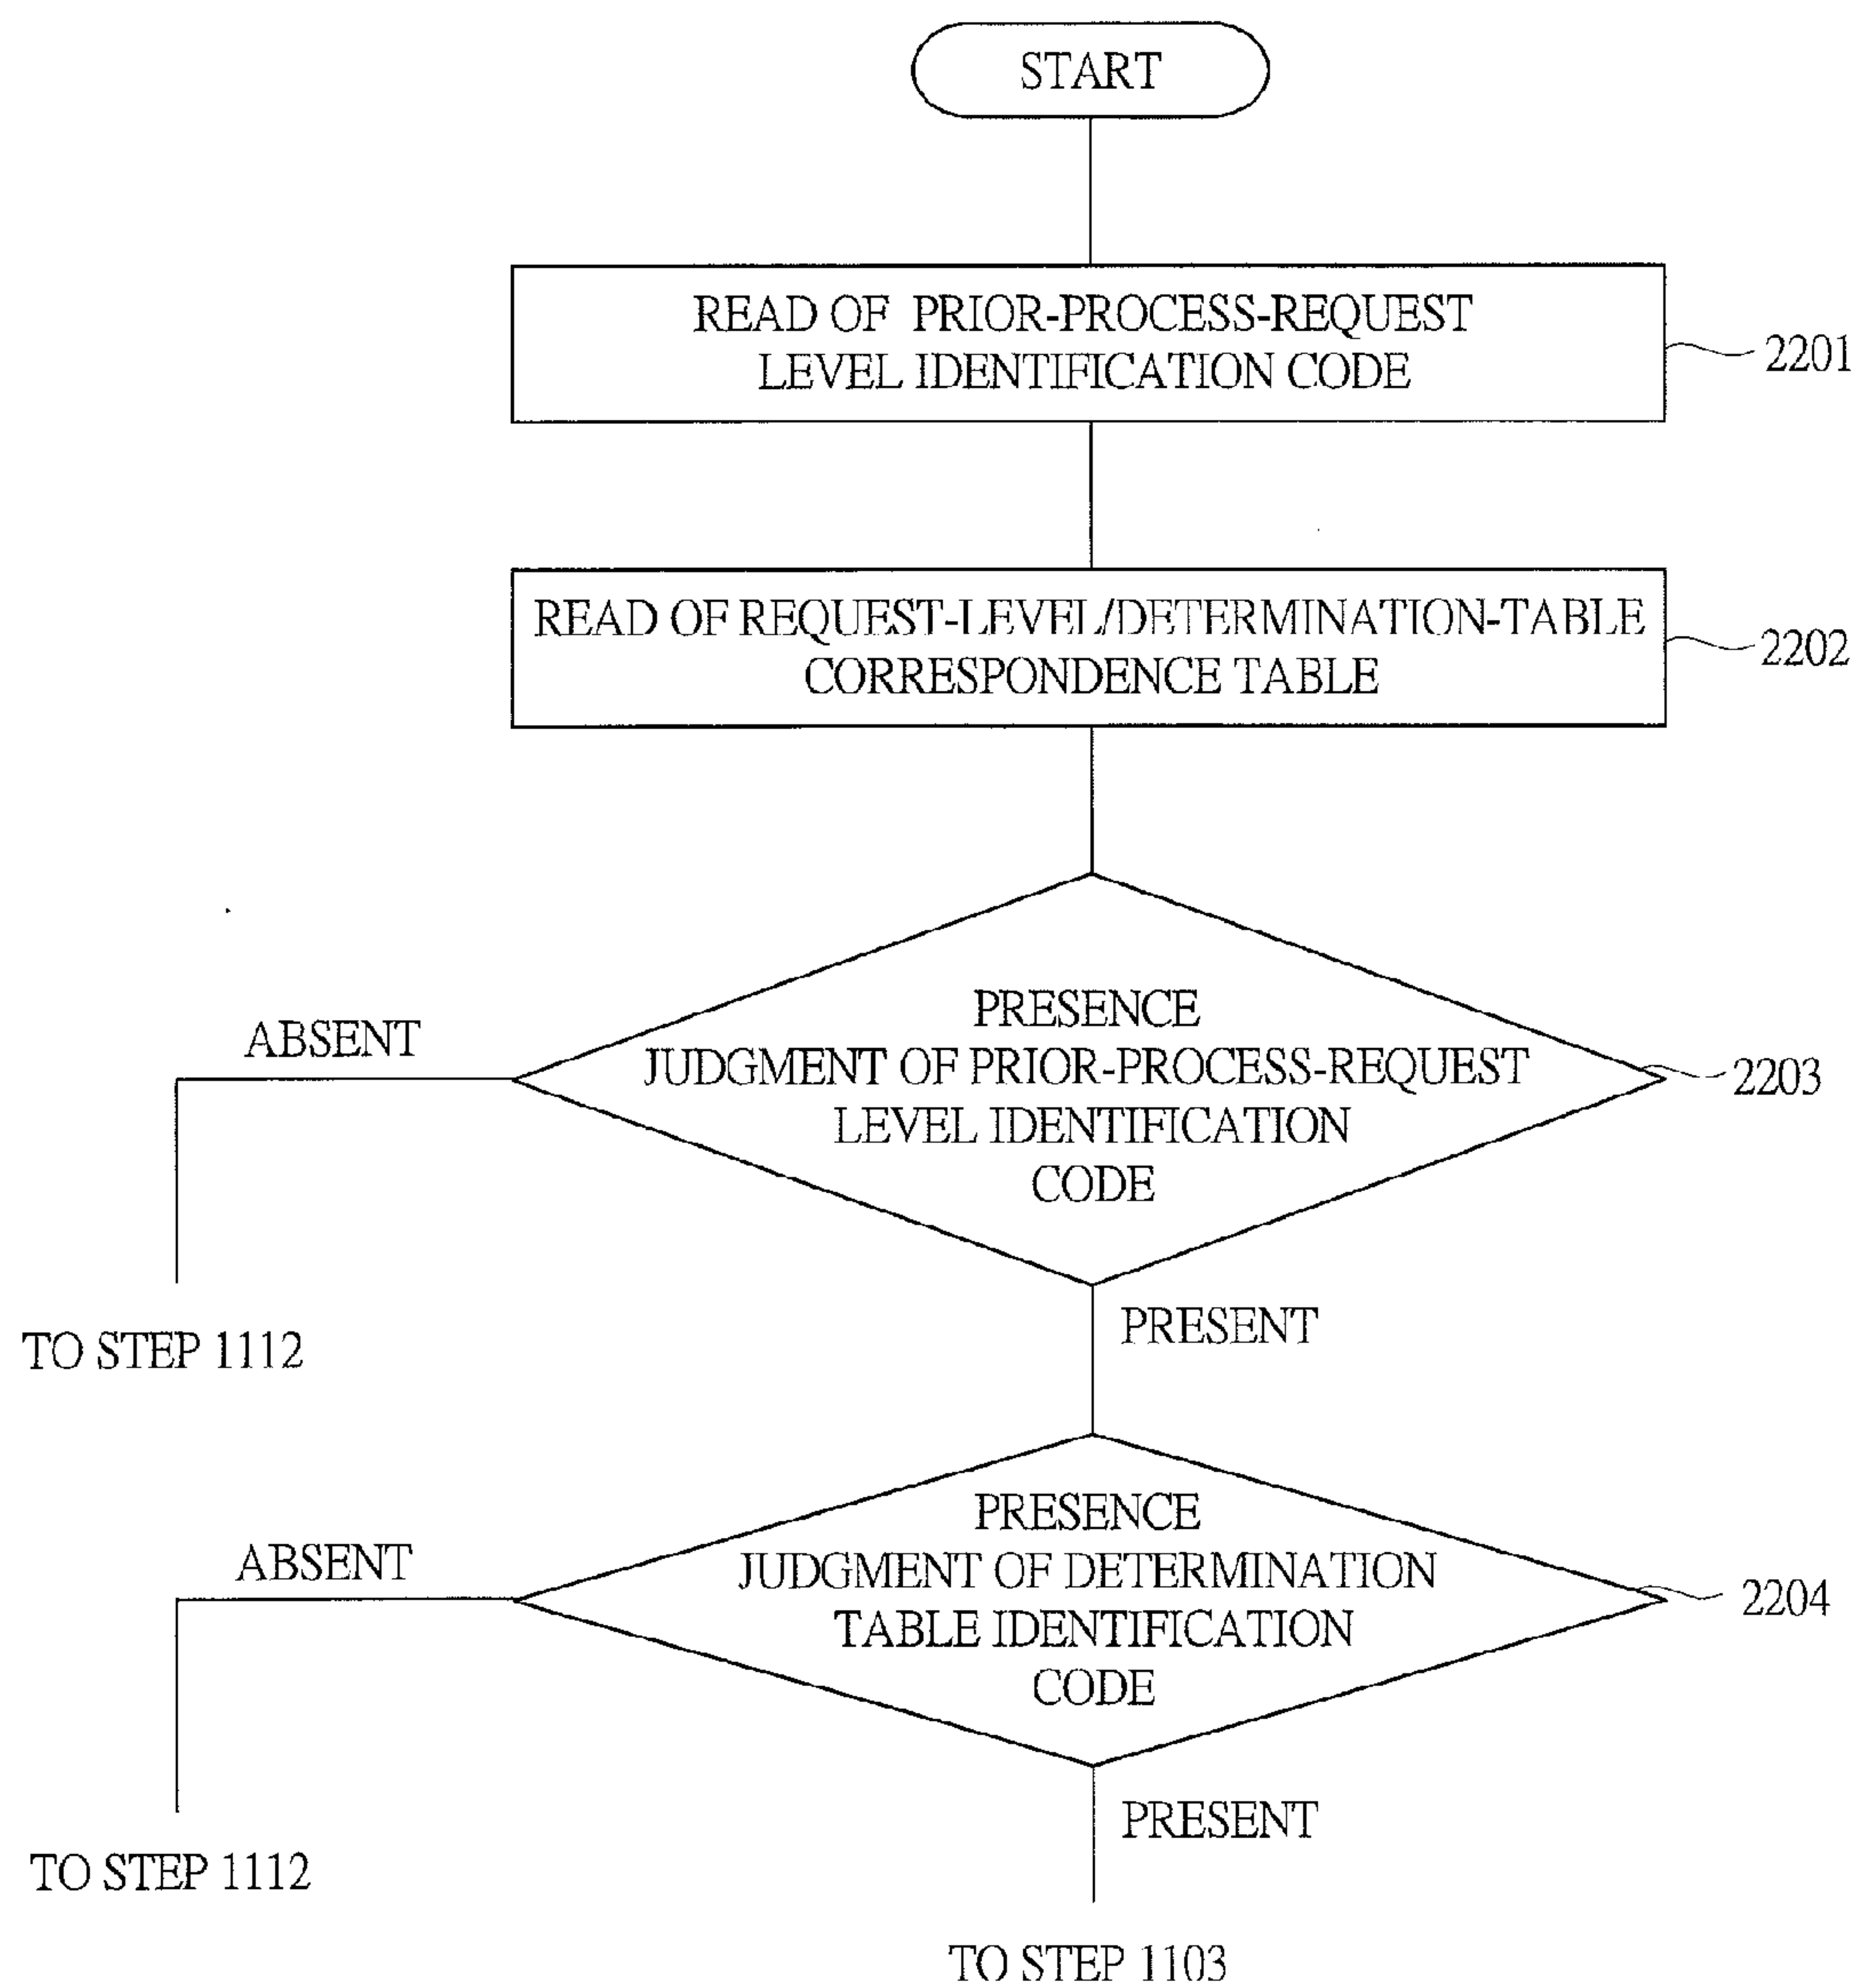 START
READ OF PRIOR-PROCESS-REQUEST
LEVEL IDENTIFICATION CODE
2201
READ OF REQUEST-LEVEL/DETERMINATION-TABLE
CORRESPONDENCE TABLE
2202
PRESENCE
JUDGMENT OF PRIOR-PROCESS-REQUEST
LEVEL IDENTIFICATION
CODE
2203
ABSENT
TO STEP 1112
PRESENT
PRESENCE
JUDGMENT OF DETERMINATION
TABLE IDENTIFICATION
CODE
2204
ABSENT
TO STEP 1112
PRESENT
TO STEP 1103